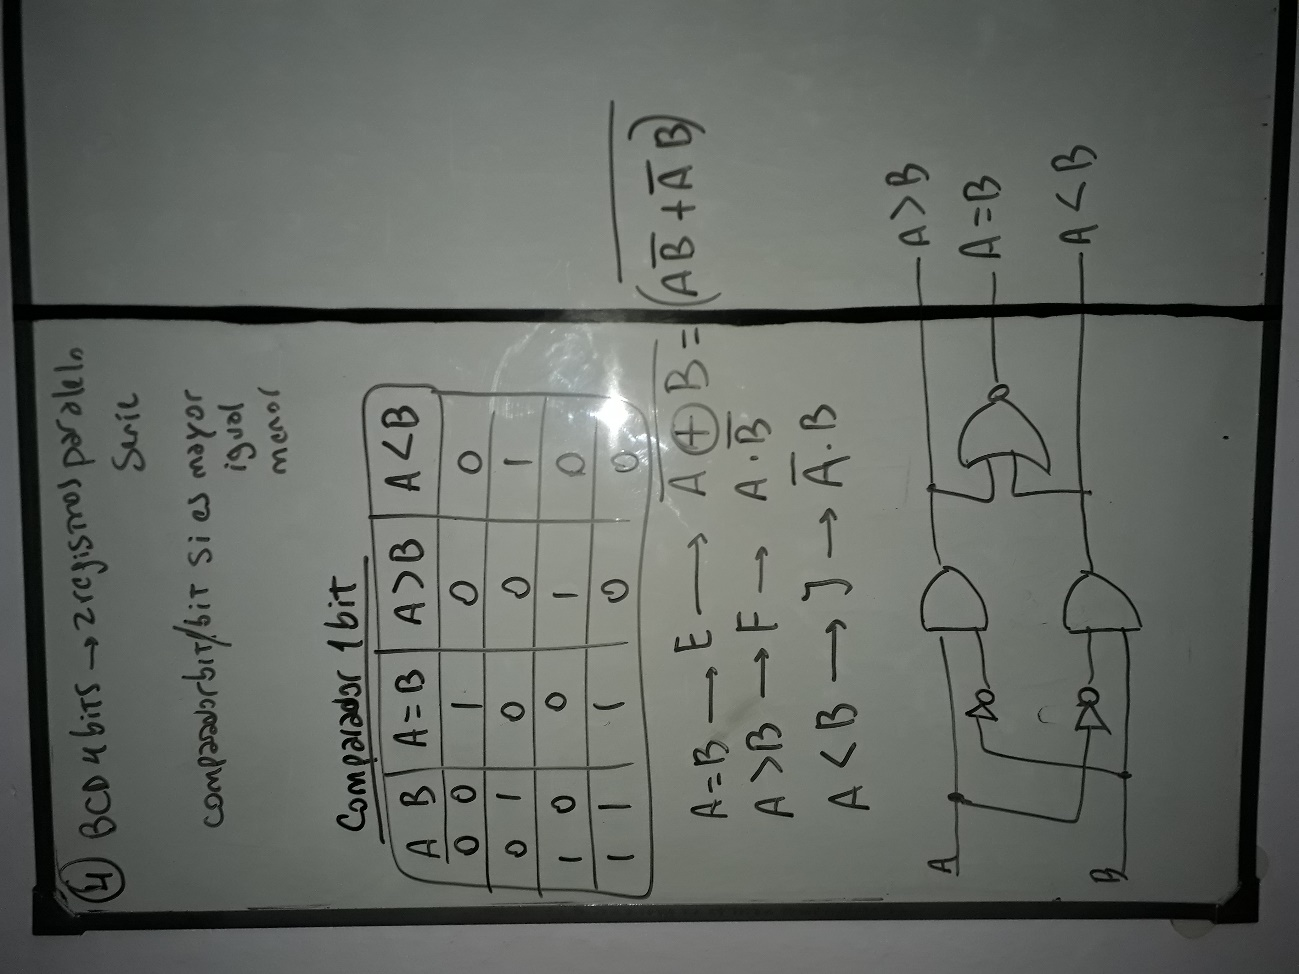 ④ BCD 4 bits → 2 registros paralelo
Serie
comparador bit/bit si es mayor
igual
menor
Comparador 1 bit
A B A=B A>B A<B
0 0 1 0 0
0 1 0 0 1
1 0 0 1 0
1 1 1 0 0
A=B → E → \overline{A⊕B} = \overline{(AB̅+A̅B)}
A>B → F → A·B̅
A<B → J → A̅·B
A>B
A=B
A<B
A
B